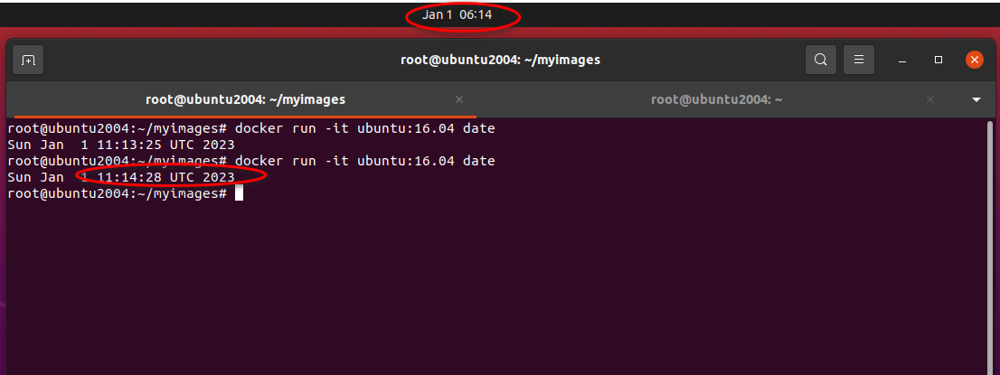 Jan 1 06:14
root@ubuntu2004: ~/myimages
root@ubuntu2004: ~/myimages
root@ubuntu2004: ~
root@ubuntu2004:~/myimages# docker run -it ubuntu:16.04 date
Sun Jan  1 11:13:25 UTC 2023
root@ubuntu2004:~/myimages# docker run -it ubuntu:16.04 date
Sun Jan  1 11:14:28 UTC 2023
root@ubuntu2004:~/myimages#